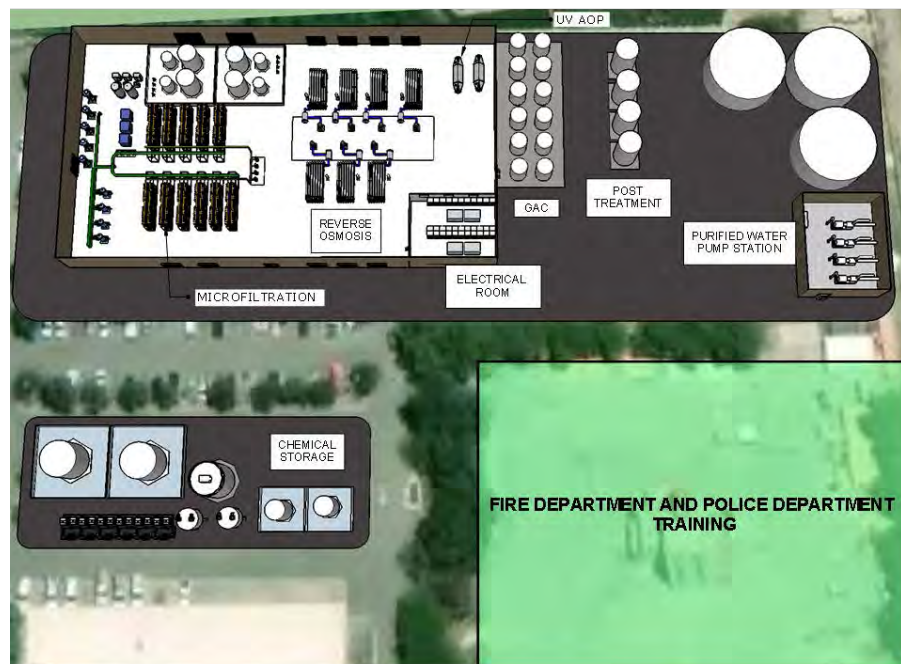 UV AOP
GAC
POST
TREATMENT
REVERSE
OSMOSIS
PURIFIED WATER
PUMP STATION
ELECTRICAL
ROOM
MICROFILTRATION
CHEMICAL
STORAGE
FIRE DEPARTMENT AND POLICE DEPARTMENT
TRAINING